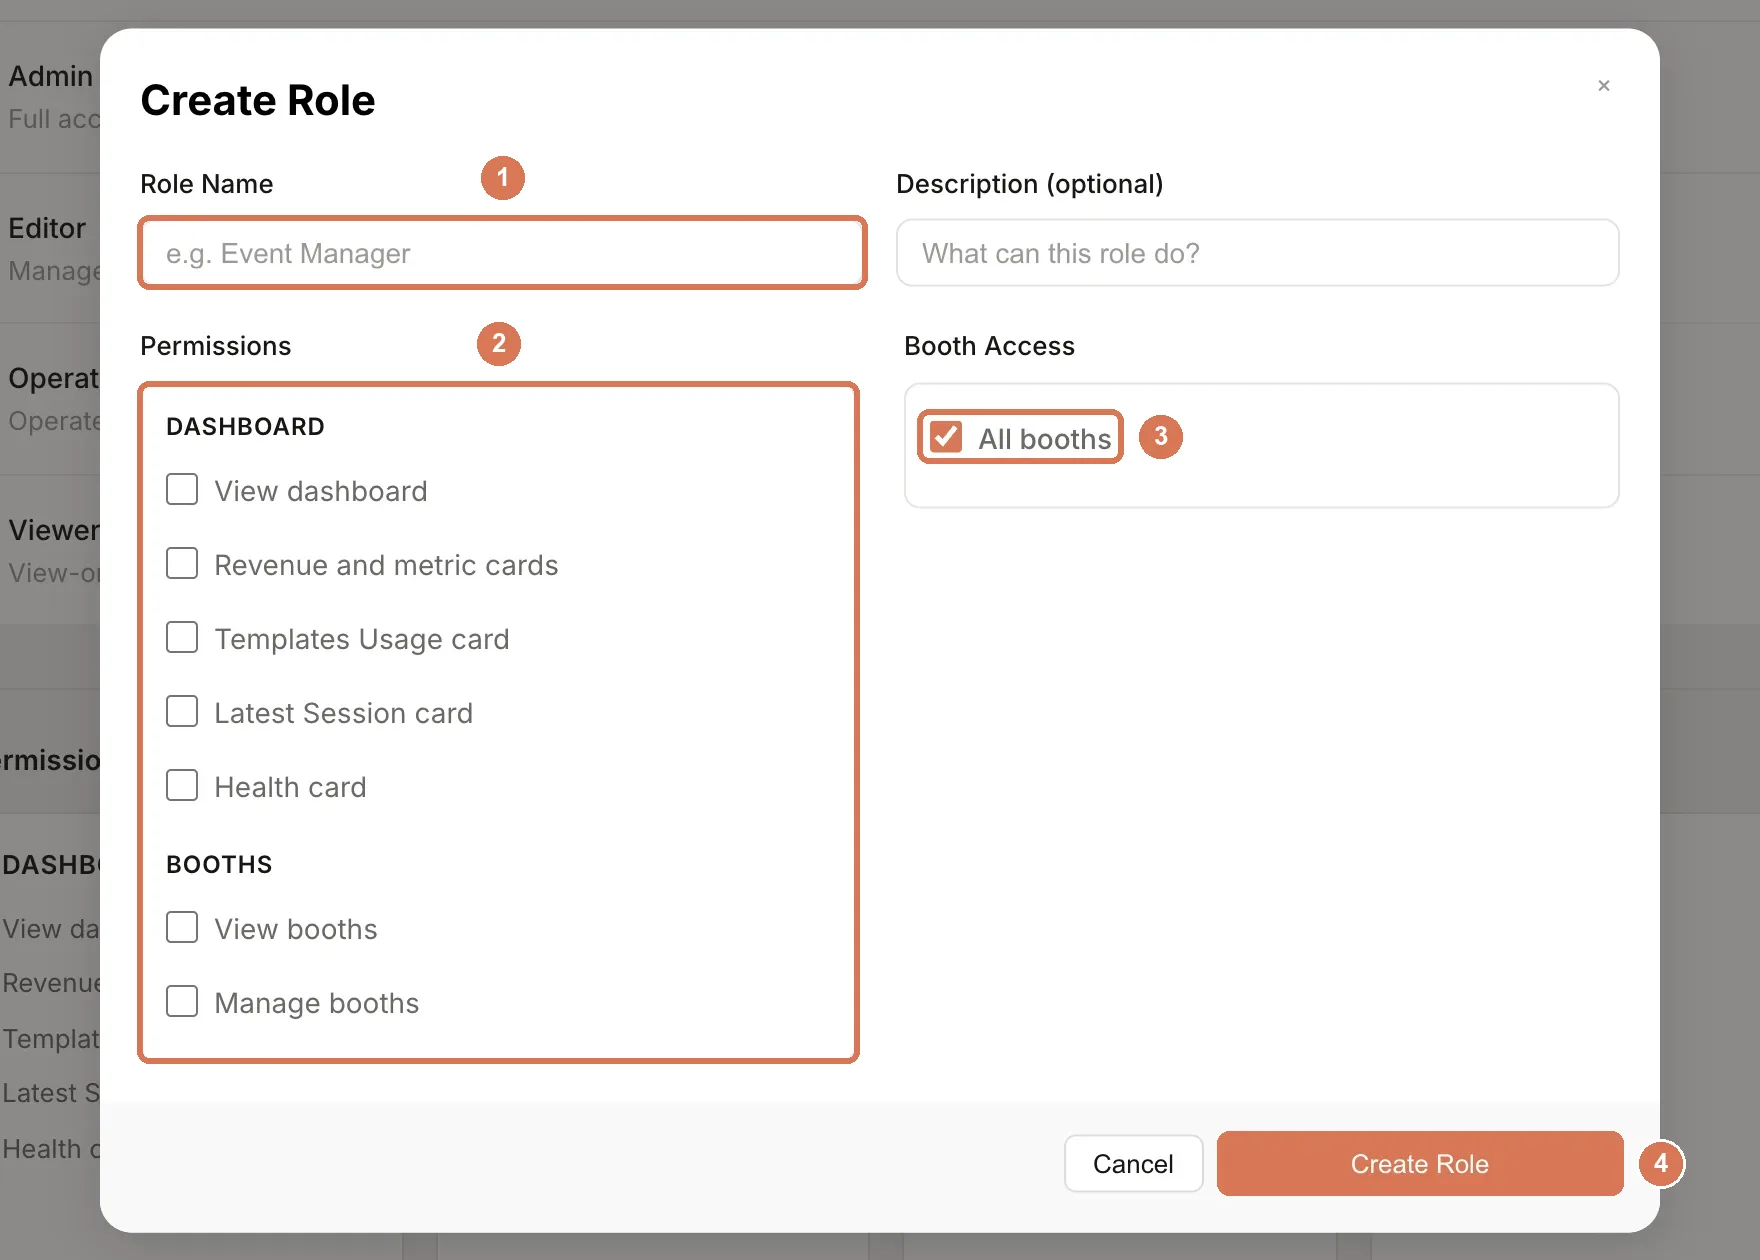 Create Role
×
Role Name
1
Description (optional)
e.g. Event Manager
What can this role do?
Permissions
2
Booth Access
DASHBOARD
View dashboard
Revenue and metric cards
Templates Usage card
Latest Session card
Health card
BOOTHS
View booths
Manage booths
All booths
3
Cancel
Create Role
4
Admin
Full acc
Editor
Manage
Operat
Operate
Viewer
View-o
ermissio
DASHB
View da
Revenue
Templat
Latest S
Health c